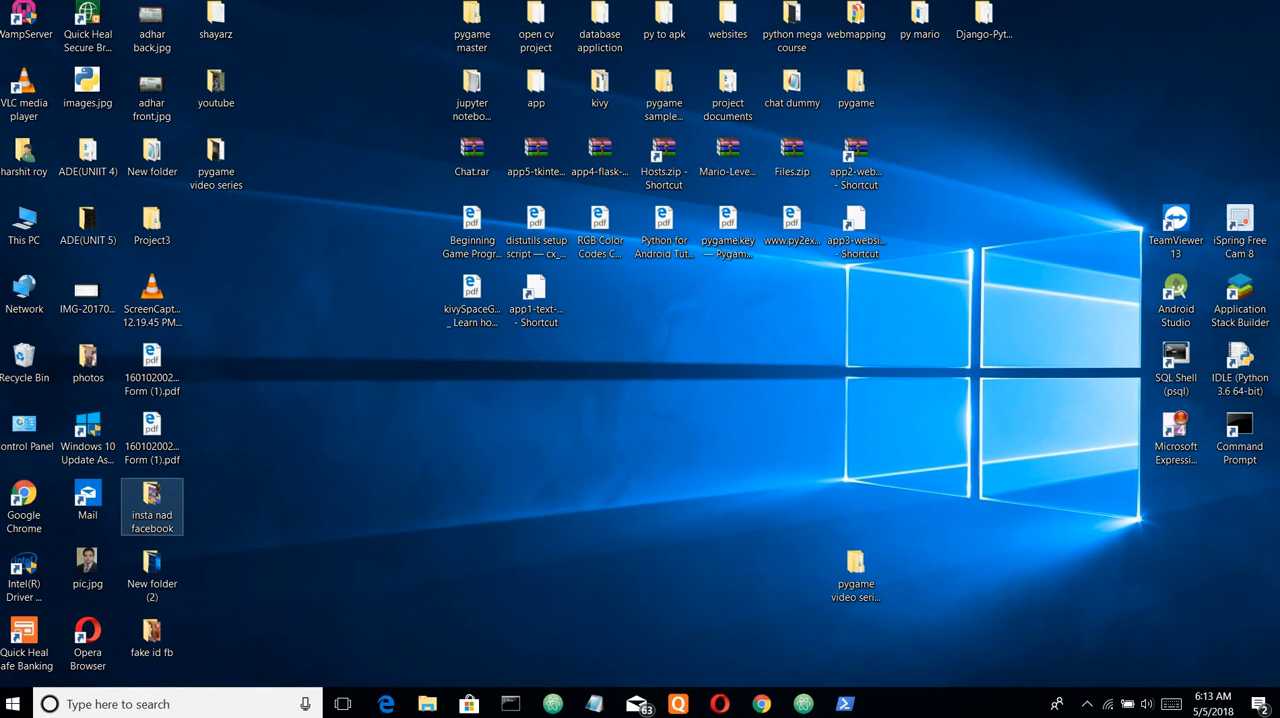 WampServer
Quick Heal
Secure Br...
adhar
back.jpg
shayarz
pygame
master
open cv
project
database
appliction
py to apk
websites
python mega
course
webmapping
py mario
Django-Pyt...
VLC media
player
images.jpg
adhar
front.jpg
youtube
jupyter
notebo...
app
kivy
pygame
sample...
project
documents
chat dummy
pygame
harshit roy
ADE(UNIIT 4)
New folder
pygame
video series
Chat.rar
app5-tkinte...
app4-flask-...
Hosts.zip -
Shortcut
Mario-Leve...
Files.zip
app2-web...
- Shortcut
This PC
ADE(UNIT 5)
Project3
Beginning
Game Progr...
distutils setup
script — cx_...
RGB Color
Codes C...
Python for
Android Tut...
pygame.key
— Pygam...
www.py2ex...
app3-websi...
- Shortcut
TeamViewer
13
iSpring Free
Cam 8
Network
IMG-20170...
ScreenCapt...
12.19.45 PM...
kivySpaceG...
_ Learn ho...
app1-text-...
- Shortcut
Android
Studio
Application
Stack Builder
Recycle Bin
photos
160102002...
Form (1).pdf
SQL Shell
(psql)
IDLE (Python
3.6 64-bit)
ontrol Panel
Windows 10
Update As...
160102002...
Form (1).pdf
Microsoft
Expressi...
Command
Prompt
Google
Chrome
Mail
insta nad
facebook
Intel(R)
Driver ...
pic.jpg
New folder
(2)
pygame
video seri...
Quick Heal
afe Banking
Opera
Browser
fake id fb
Type here to search
63
6:13 AM
5/5/2018
2